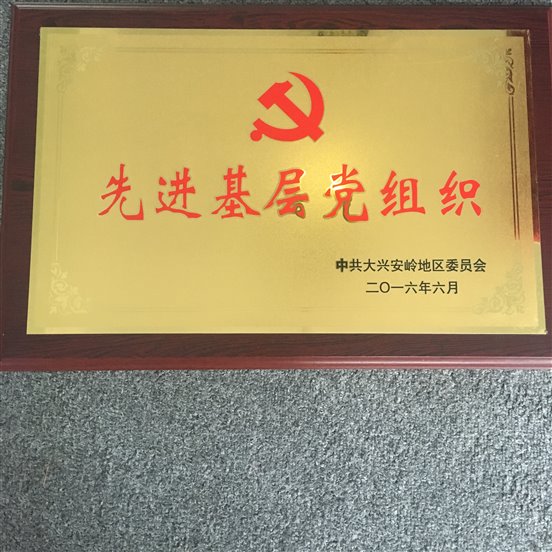 先进基层党组织
中共大兴安岭地区委员会
二〇一六年六月